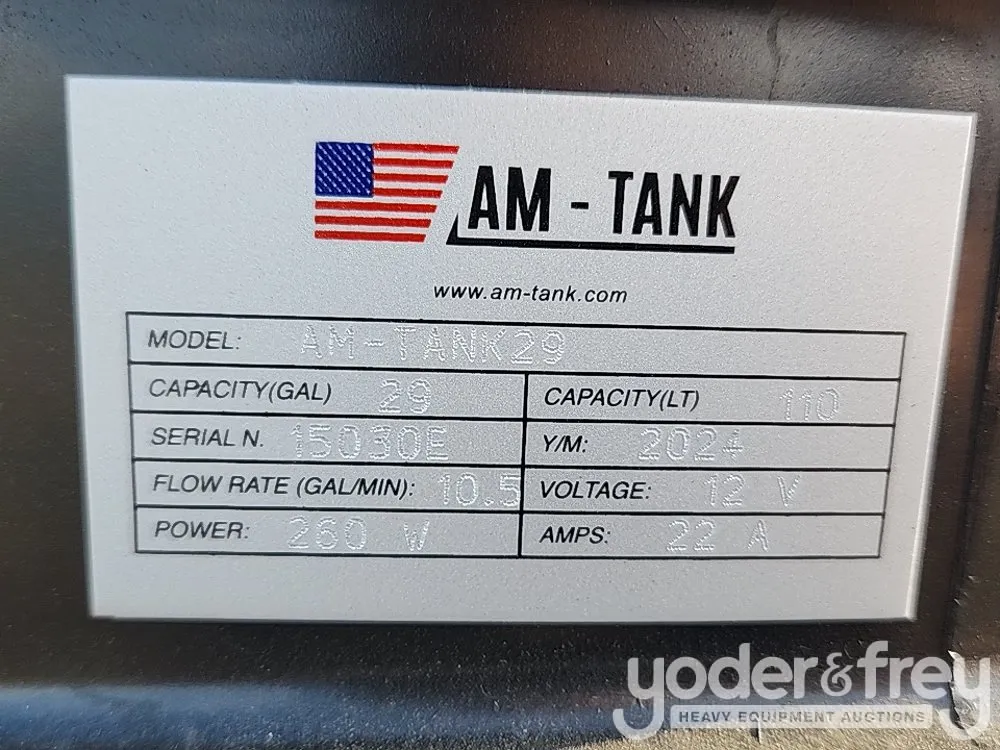 AM - TANK
www.am-tank.com
MODEL: AM-TANK29
CAPACITY(GAL) 29 CAPACITY(LT) 110
SERIAL N. 15030E Y/M: 2024
FLOW RATE (GAL/MIN): 10.5 VOLTAGE: 12 V
POWER: 260 W AMPS: 22 A
yoder&frey
HEAVY EQUIPMENT AUCTIONS